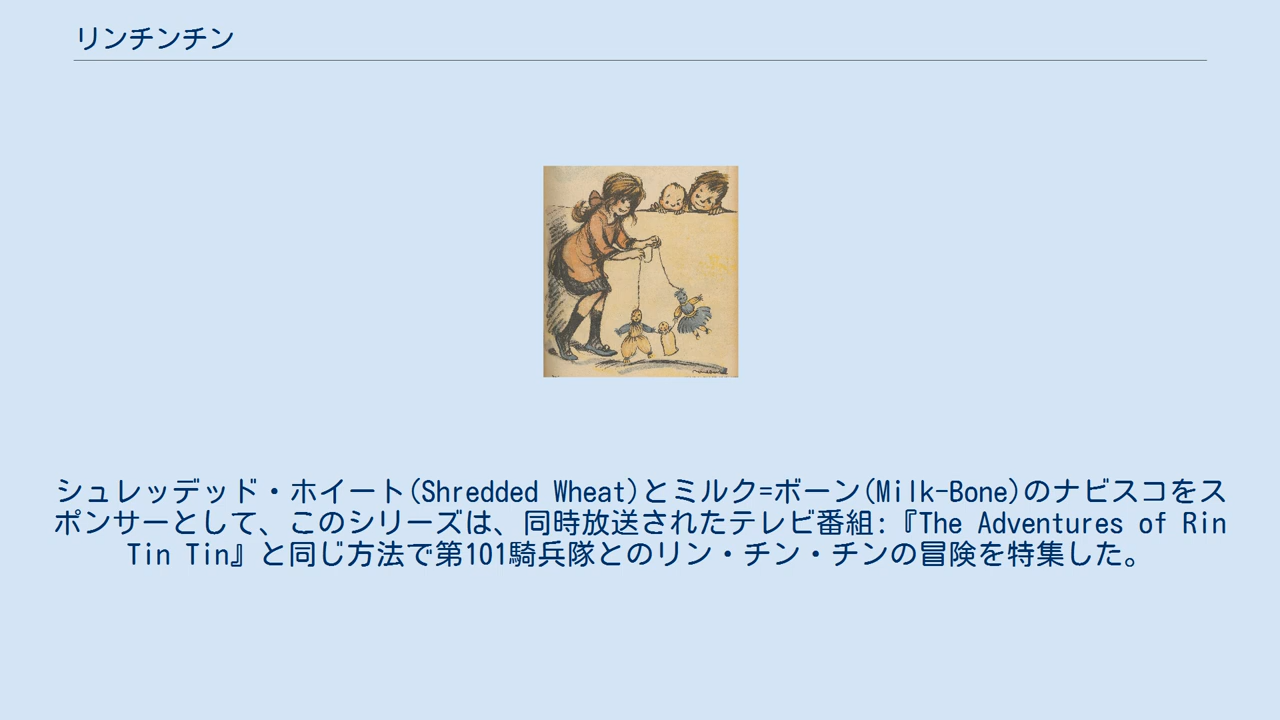 リンチンチン
シュレッデッド・ホイート(Shredded Wheat)とミルク=ボーン(Milk-Bone)のナビスコをス
ポンサーとして、このシリーズは、同時放送されたテレビ番組:『The Adventures of Rin
Tin Tin』と同じ方法で第101騎兵隊とのリン・チン・チンの冒険を特集した。